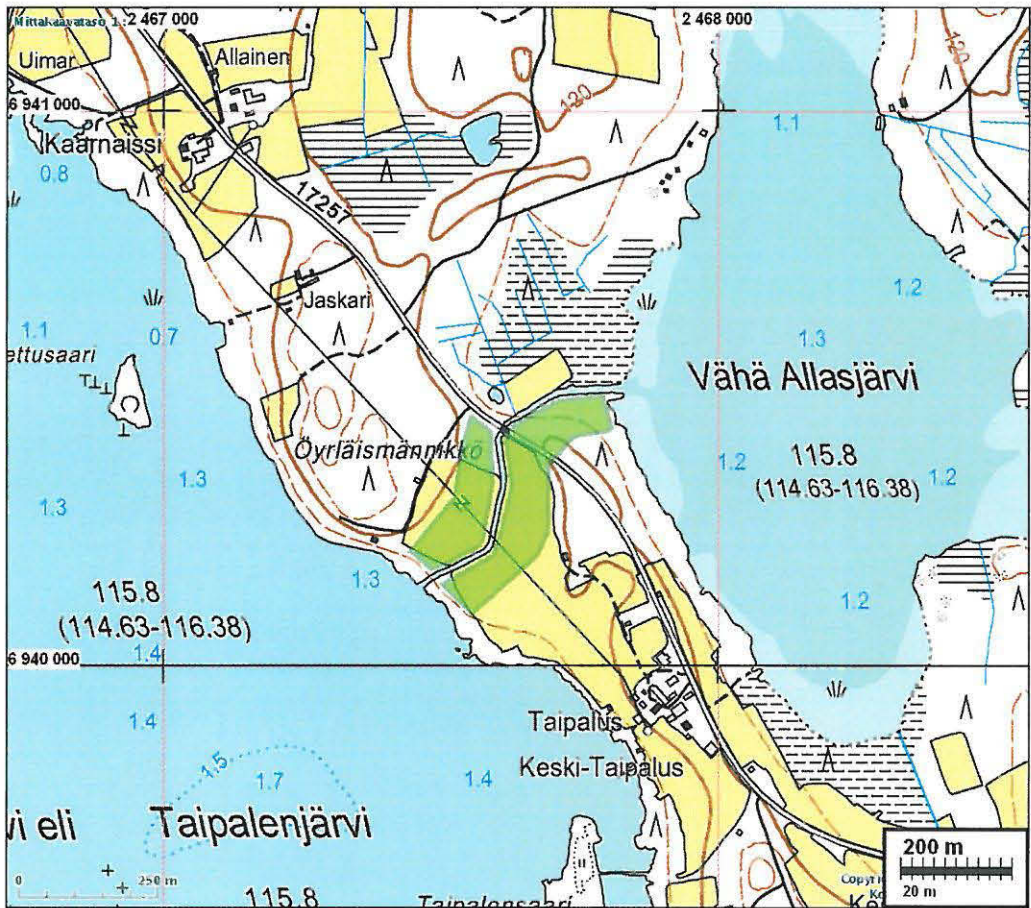 Mittakaavataso 1:
2 467 000
2 468 000
Uimar
Allainen
120
120
6 941 000
1.1
Kaarnaissi
0.8
17257
1.2
Jaskari
1.1
0.7
1.3
ettusaari
Vähä Allasjärvi
Öyrläismännikkö
115.8
(114.63-116.38)
1.2
1.2
1.3
1.3
1.3
115.8
(114.63-116.38)
1.2
6 940 000
1.4
1.4
Taipalus
Keski-Taipalus
1.5
1.7
1.4
vi eli
Taipalenjärvi
200 m
20 m
0
250 m
115.8
Taipalensaari